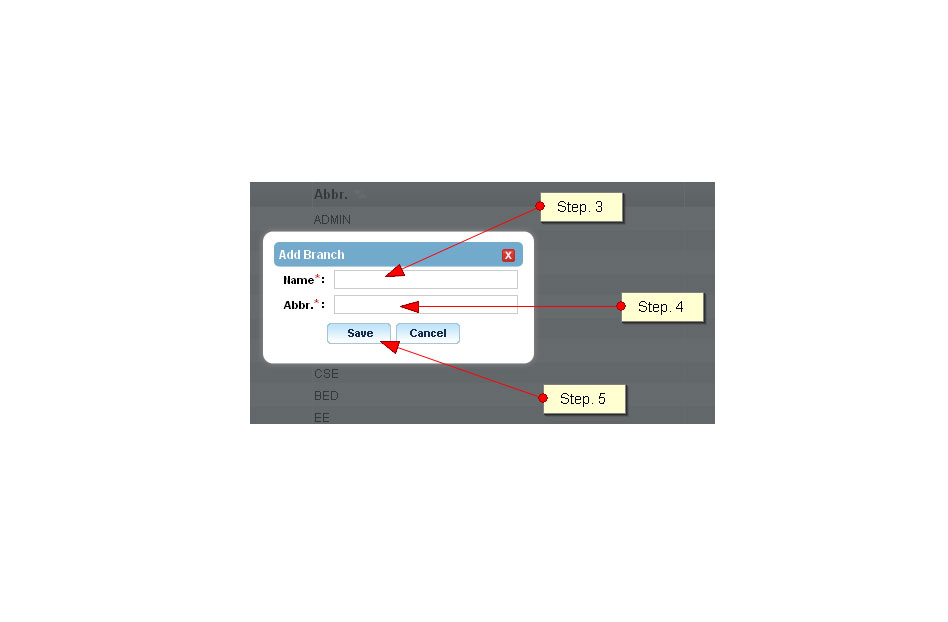 Abbr.
ADMIN
Step. 3
Add Branch X
Name*:
Abbr.*:
Step. 4
Save Cancel
CSE
BED
Step. 5
EE